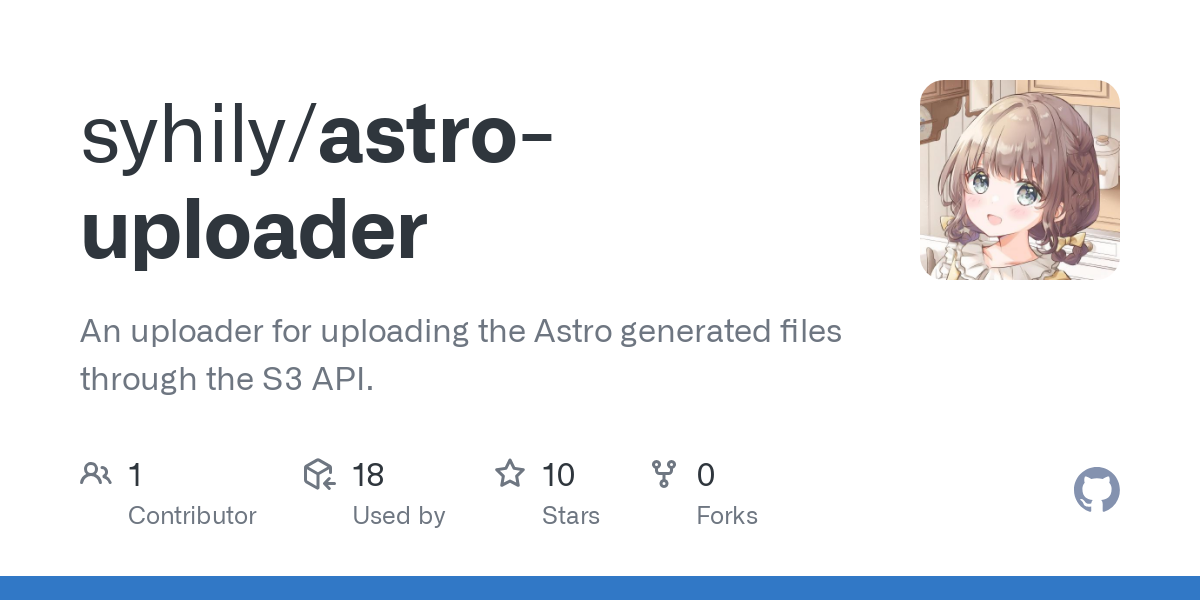 syhily/astro-
uploader
An uploader for uploading the Astro generated files
through the S3 API.
1
Contributor
18
Used by
10
Stars
0
Forks